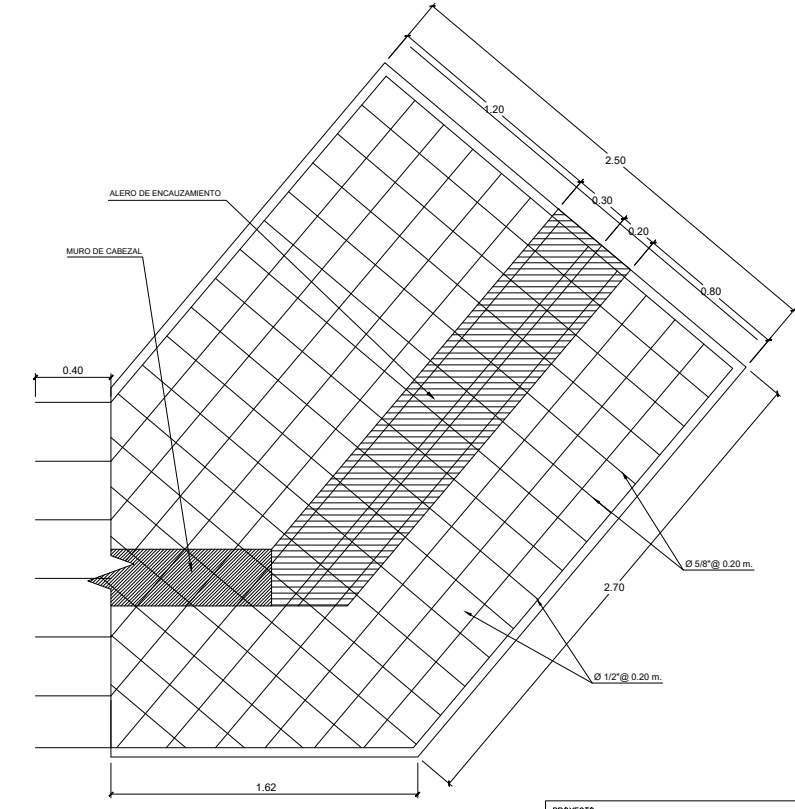 1.20
2.50
0.30
0.20
0.80
ALERO DE ENCAUZAMIENTO
MURO DE CABEZAL
0.40
Ø 5/8"@ 0.20 m.
2.70
Ø 1/2"@ 0.20 m.
1.62
PROYECTO